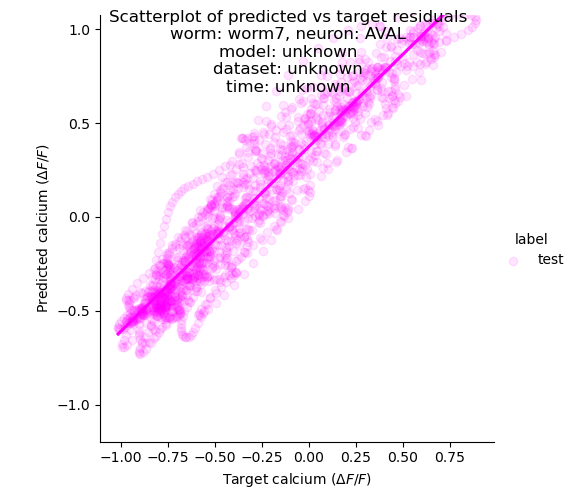 Scatterplot of predicted vs target residuals
worm: worm7, neuron: AVAL
model: unknown
dataset: unknown
time: unknown
1.0
0.5
0.0
−0.5
−1.0
Predicted calcium (ΔF/F)
label
test
−1.00 −0.75 −0.50 −0.25 0.00 0.25 0.50 0.75
Target calcium (ΔF/F)